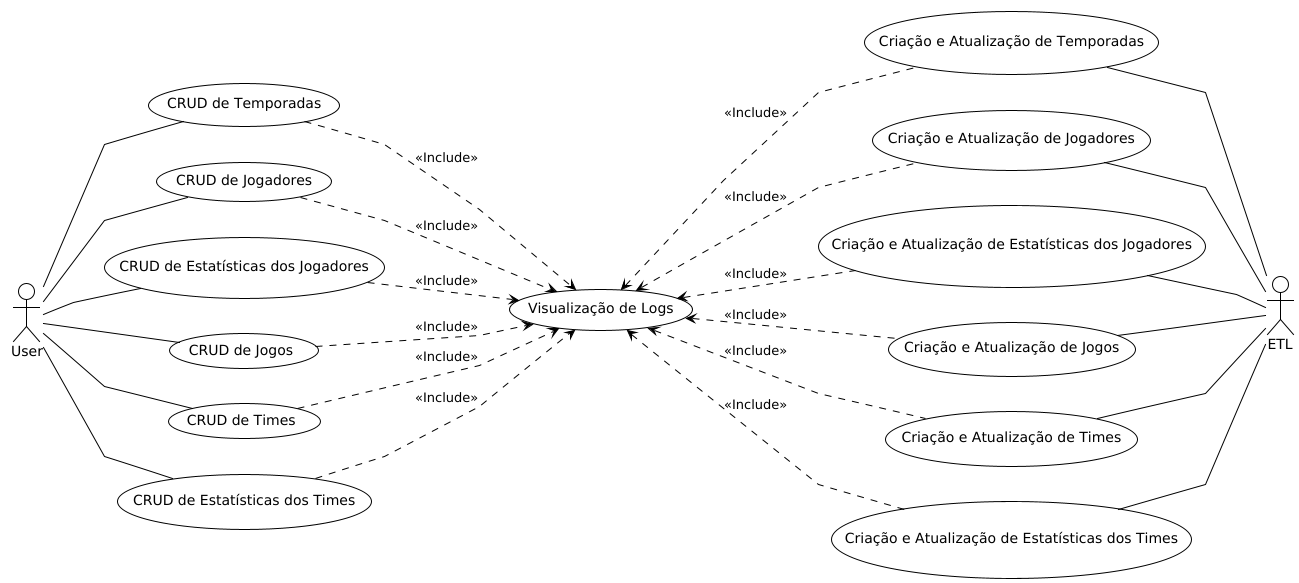 Criação e Atualização de Temporadas
CRUD de Temporadas
«Include»
Criação e Atualização de Jogadores
«Include»
CRUD de Jogadores
«Include»
«Include»
Criação e Atualização de Estatísticas dos Jogadores
CRUD de Estatísticas dos Jogadores
«Include»
«Include»
Visualização de Logs
«Include»
«Include»
User
ETL
CRUD de Jogos
Criação e Atualização de Jogos
«Include»
«Include»
«Include»
«Include»
CRUD de Times
Criação e Atualização de Times
CRUD de Estatísticas dos Times
Criação e Atualização de Estatísticas dos Times